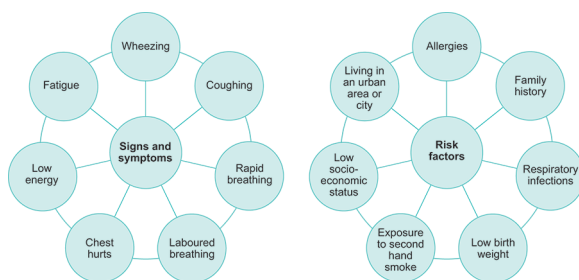 Wheezing
Coughing
Rapid
breathing
Laboured
breathing
Chest
hurts
Low
energy
Fatigue
Signs and
symptoms
Allergies
Family
history
Respiratory
infections
Low birth
weight
Exposure
to second
hand
smoke
Low
socio-
economic
status
Living in
an urban
area or
city
Risk
factors